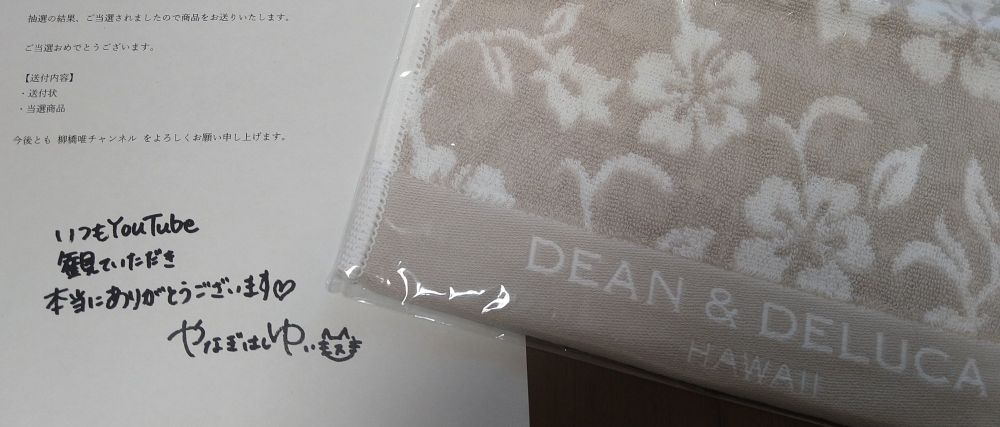 抽選の結果、ご当選されましたので商品をお送りいたします。
ご当選おめでとうございます。
【送付内容】
・送付状
・当選商品
今後とも 柳橋唯チャンネル をよろしくお願い申し上げます。
いつもYouTube
観ていただき
本当にありがとうございます♡
やなぎはしゆい
DEAN & DELUCA
HAWAII